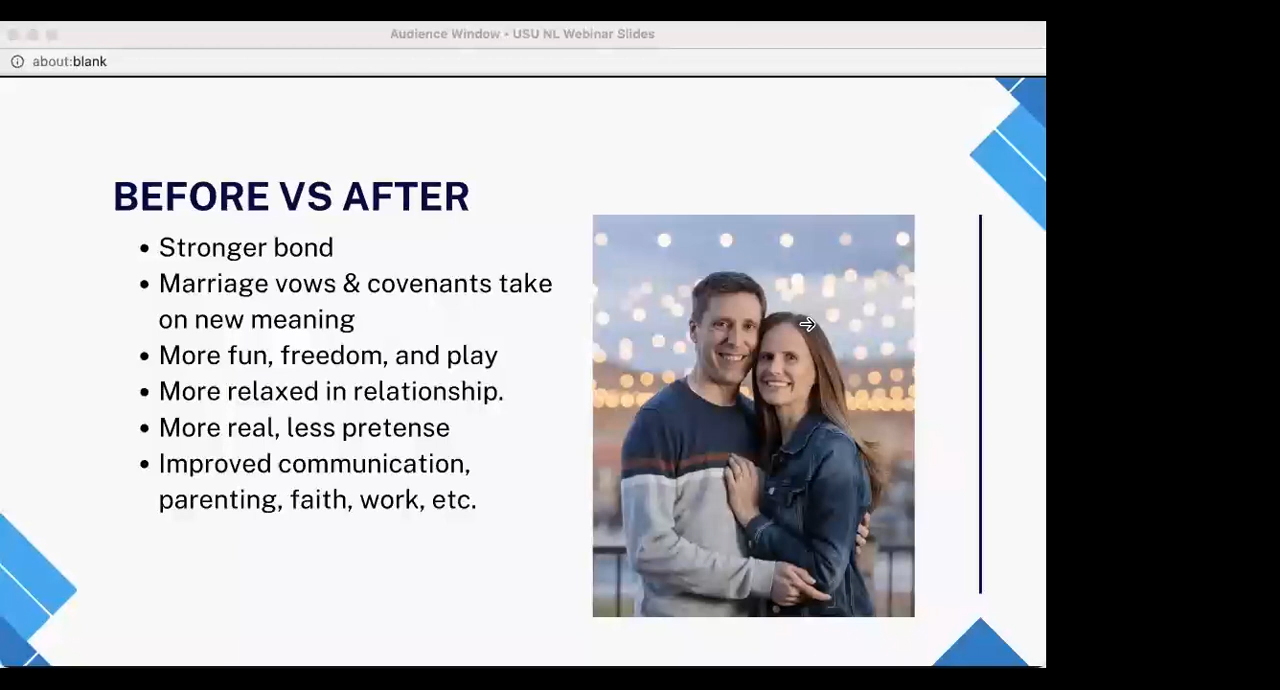 Audience Window • USU NL Webinar Slides
about:blank
BEFORE VS AFTER
• Stronger bond
• Marriage vows & covenants take
on new meaning
• More fun, freedom, and play
• More relaxed in relationship.
• More real, less pretense
• Improved communication,
parenting, faith, work, etc.